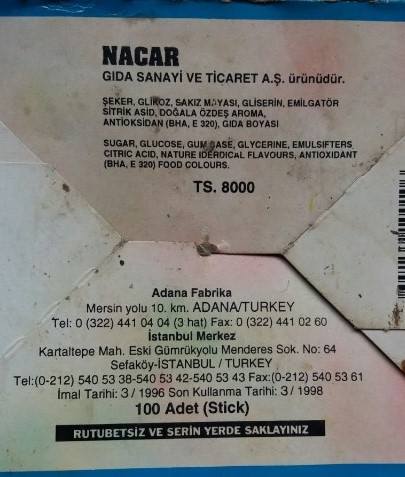 NACAR
GIDA SANAYİ VE TİCARET A.Ş. ürünüdür.
ŞEKER, GLİKOZ, SAKIZ MAYASI, GLİSERİN, EMİLGATÖR
SİTRİK ASİD, DOĞALA ÖZDEŞ AROMA,
ANTİOKSİDAN (BHA, E 320), GIDA BOYASI
SUGAR, GLUCOSE, GUM BASE, GLYCERINE, EMULSIFTERS
CITRIC ACID, NATURE IDERDICAL FLAVOURS, ANTIOXIDANT
(BHA, E 320) FOOD COLOURS.
TS. 8000
Adana Fabrika
Mersin yolu 10. km. ADANA/TURKEY
Tel: 0 (322) 441 04 04 (3 hat) Fax: 0 (322) 441 02 60
İstanbul Merkez
Kartaltepe Mah. Eski Gümrükyolu Menderes Sok. No: 64
Sefaköy-İSTANBUL / TURKEY
Tel:(0-212) 540 53 38-540 53 42-540 53 43 Fax:(0-212) 540 53 61
İmal Tarihi: 3 / 1996 Son Kullanma Tarihi: 3 / 1998
100 Adet (Stick)
RUTUBETSİZ VE SERİN YERDE SAKLAYINIZ